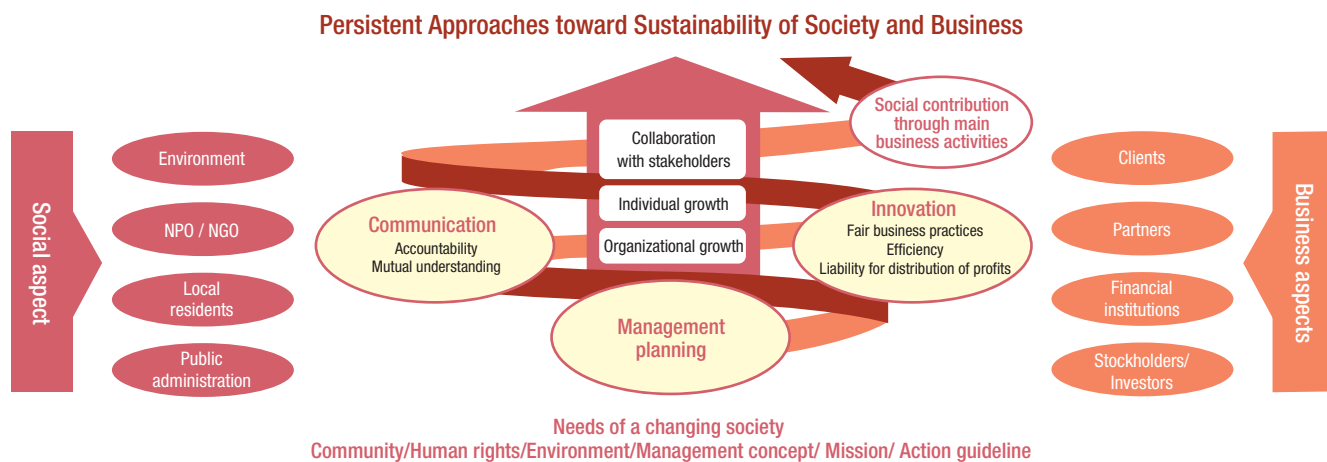 Persistent Approaches toward Sustainability of Society and Business
Social aspect
Environment
NPO / NGO
Local
residents
Public
administration
Collaboration
with stakeholders
Individual growth
Organizational growth
Communication
Accountability
Mutual understanding
Management
planning
Innovation
Fair business practices
Efficiency
Liability for distribution of profits
Social contribution
through main
business activities
Clients
Partners
Financial
institutions
Stockholders/
Investors
Business aspects
Needs of a changing society
Community/Human rights/Environment/Management concept/ Mission/ Action guideline